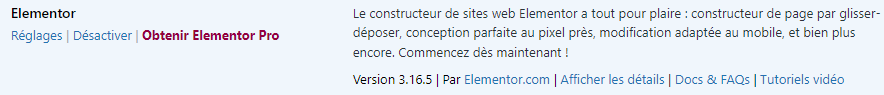 Elementor
Réglages | Désactiver | Obtenir Elementor Pro
Le constructeur de sites web Elementor a tout pour plaire : constructeur de page par glisser-
déposer, conception parfaite au pixel près, modification adaptée au mobile, et bien plus
encore. Commencez dès maintenant !
Version 3.16.5 | Par Elementor.com | Afficher les détails | Docs & FAQs | Tutoriels vidéo